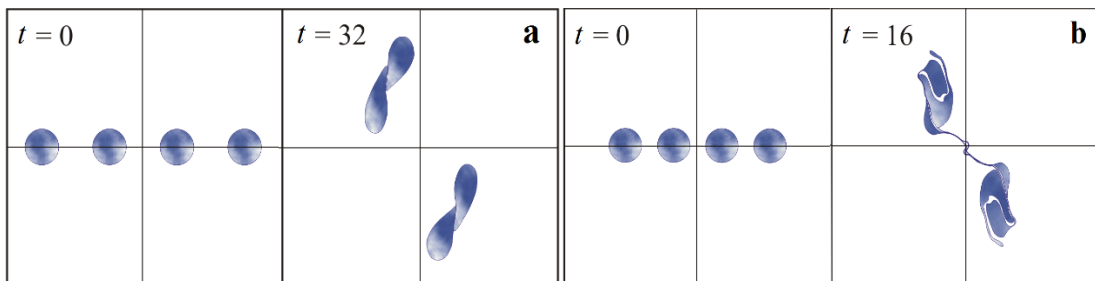 t = 0
t = 32
a
t = 0
t = 16
b